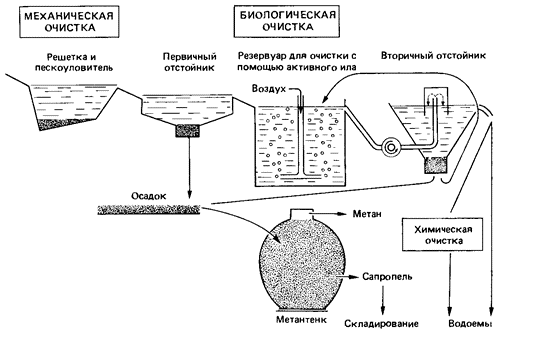 МЕХАНИЧЕСКАЯ
ОЧИСТКА
БИОЛОГИЧЕСКАЯ
ОЧИСТКА
Решетка и
пескоуловитель
Первичный
отстойник
Резервуар для очистки с
помощью активного ила
Вторичный отстойник
Воздух
Осадок
Метан
Химическая
очистка
Сапропель
Метантенк
Складирование
Водоемы